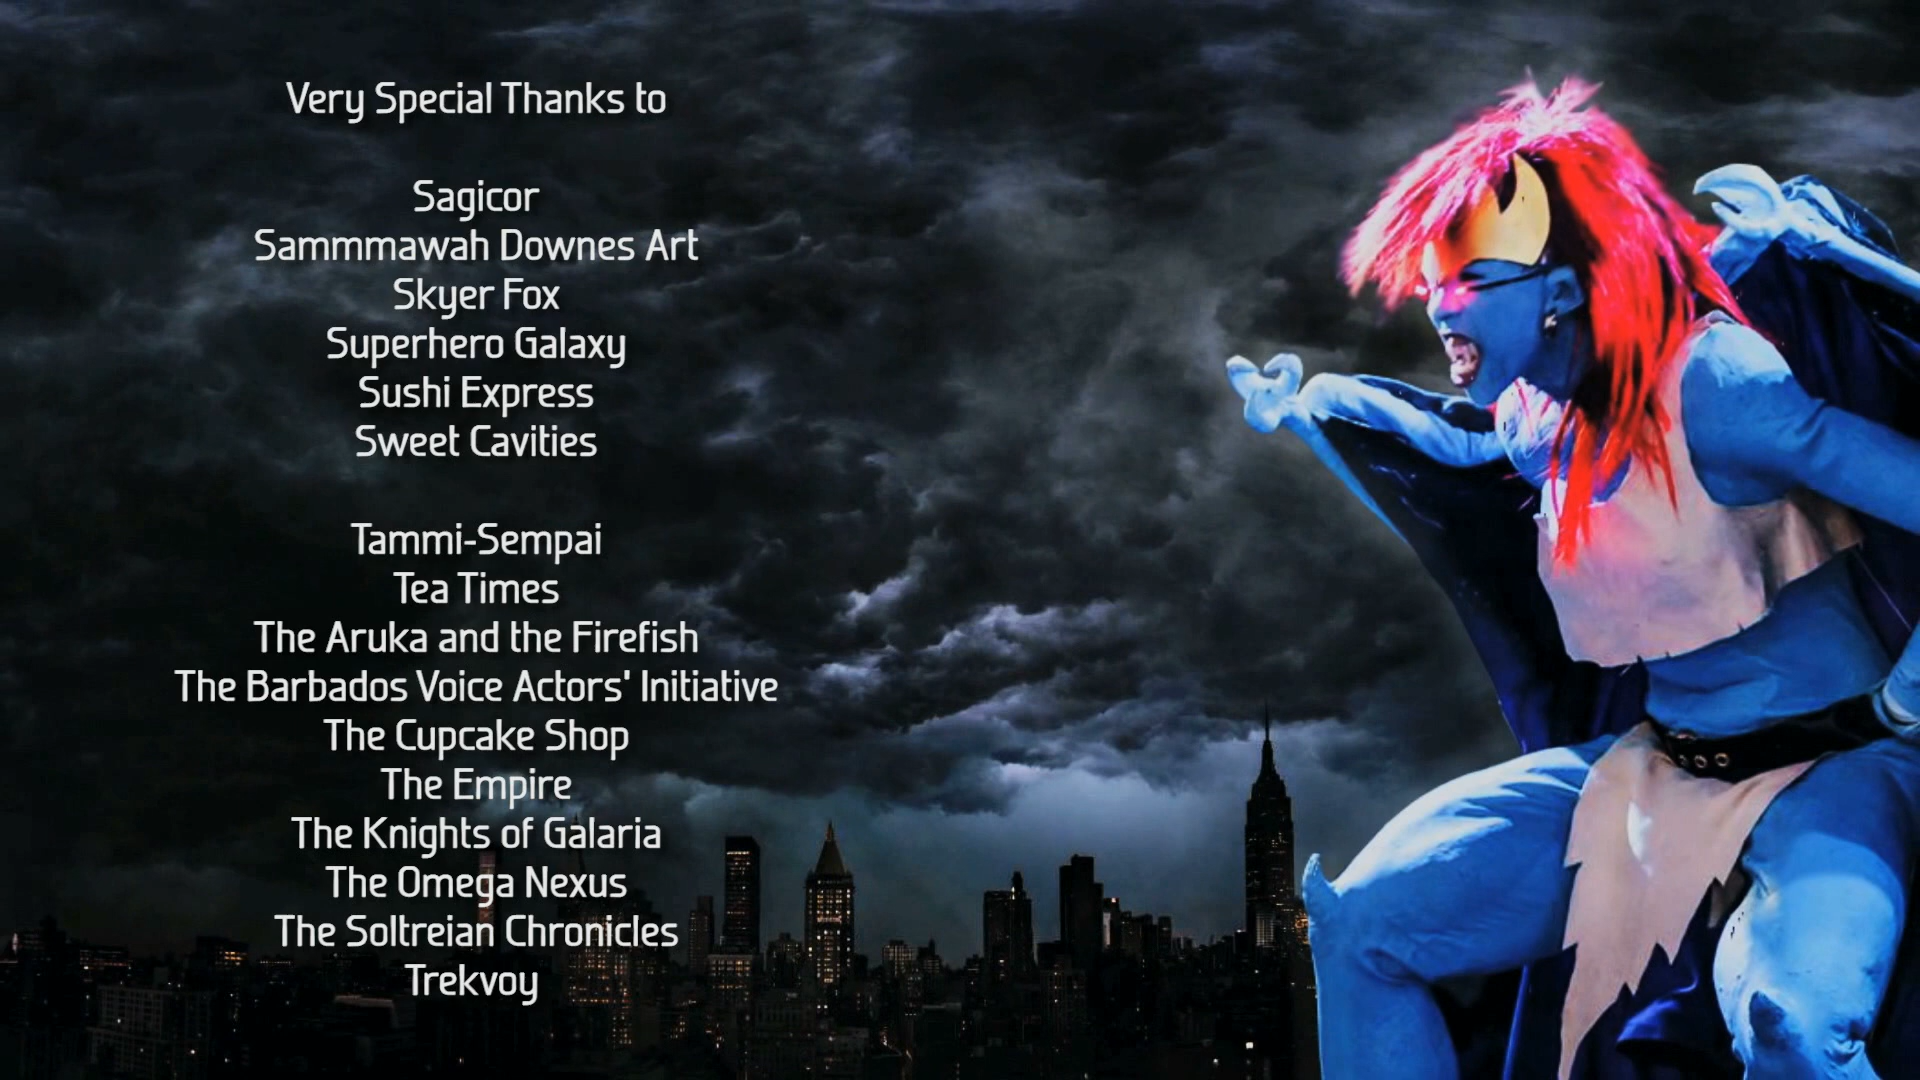 Very Special Thanks to
Sagicor
Sammmawah Downes Art
Skyer Fox
Superhero Galaxy
Sushi Express
Sweet Cavities
Tammi-Sempai
Tea Times
The Aruka and the Firefish
The Barbados Voice Actors' Initiative
The Cupcake Shop
The Empire
The Knights of Galaria
The Omega Nexus
The Soltreian Chronicles
Trekvoy